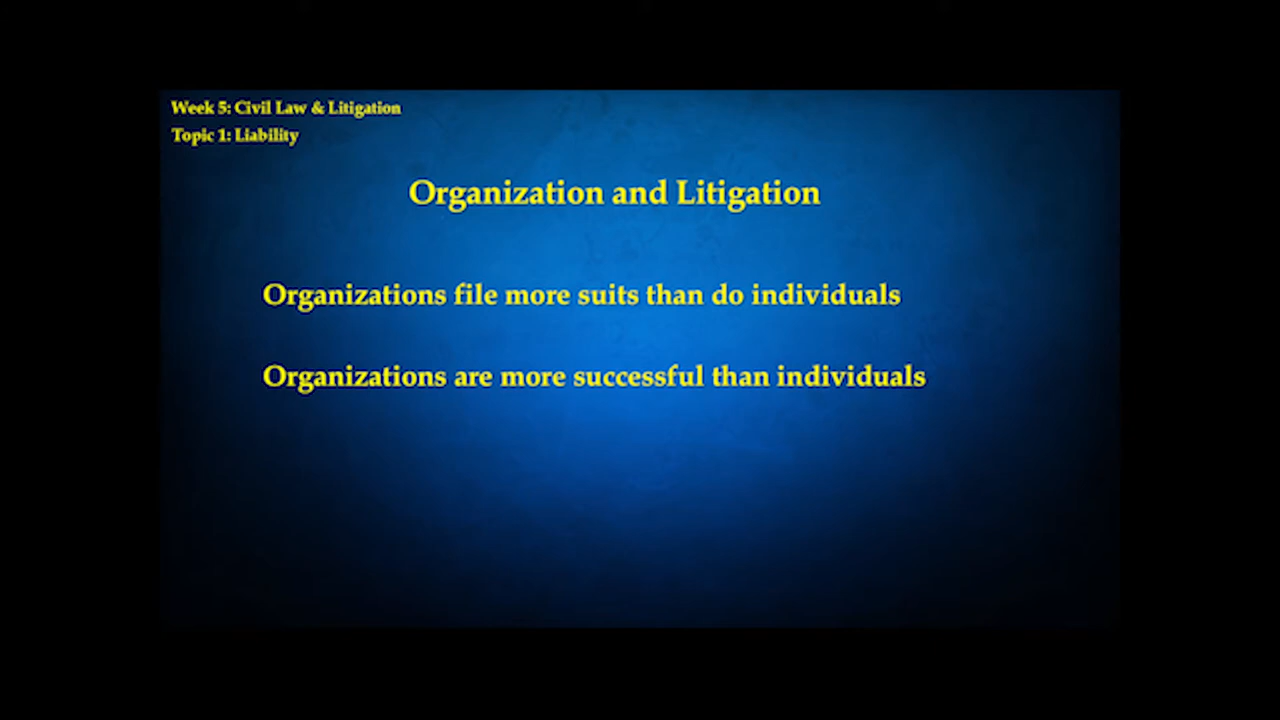 Week 5: Civil Law & Litigation
Topic 1: Liability
Organization and Litigation
Organizations file more suits than do individuals
Organizations are more successful than individuals